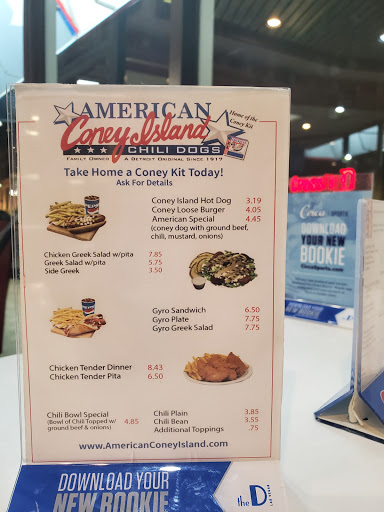 AMERICAN
Coney Island
CHILI DOGS
Home of the
Coney Kit
FAMILY OWNED A DETROIT ORIGINAL SINCE 1917
Take Home a Coney Kit Today!
Ask For Details
Coney Island Hot Dog 3.19
Coney Loose Burger 4.05
American Special 4.45
(coney dog with ground beef,
chili, mustard, onions)
Chicken Greek Salad w/pita 7.85
Greek Salad w/pita 5.75
Side Greek 3.50
Gyro Sandwich 6.50
Gyro Plate 7.75
Gyro Greek Salad 7.75
Chicken Tender Dinner 8.43
Chicken Tender Pita 6.50
Chili Bowl Special 4.85
(Bowl of Chili Topped w/
ground beef & onions)
Chili Plain 3.85
Chili Bean 3.55
Additional Toppings .75
www.AmericanConeyIsland.com
DOWNLOAD YOUR
NEW BOOKIE
the D
LAS VEGAS
Circa SPORTS
DOWNLOAD
YOUR NEW
BOOKIE
CircaSports.com